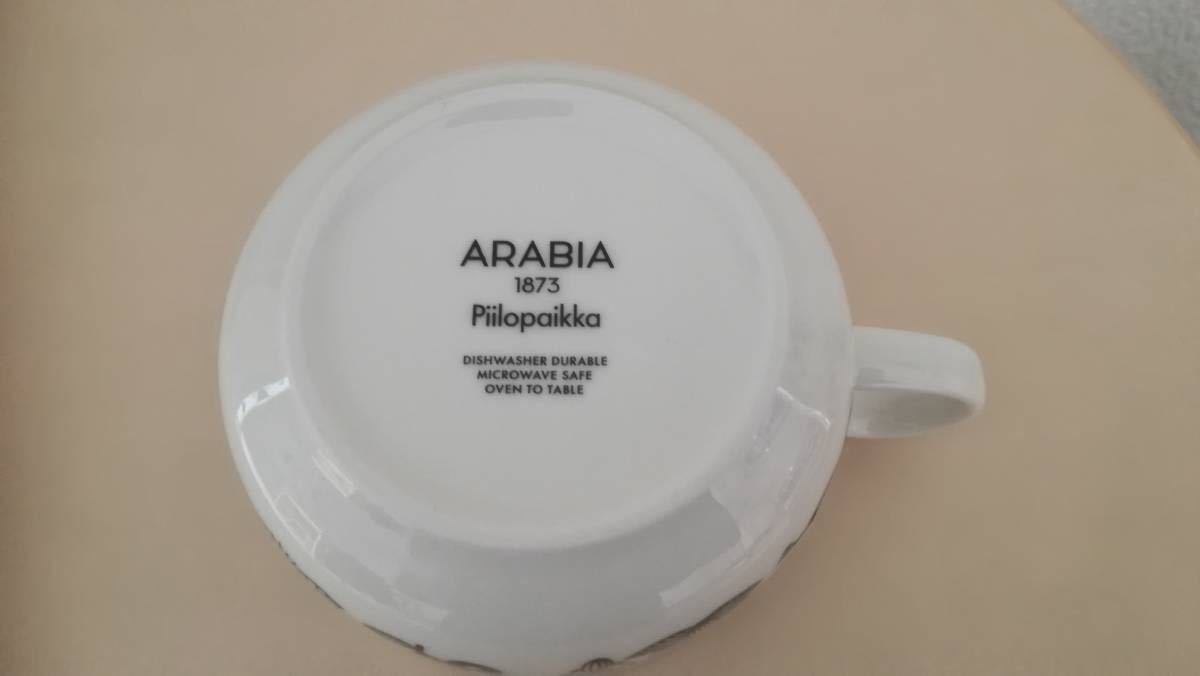 ARABIA
1873
Piilopaikka
DISHWASHER DURABLE
MICROWAVE SAFE
OVEN TO TABLE